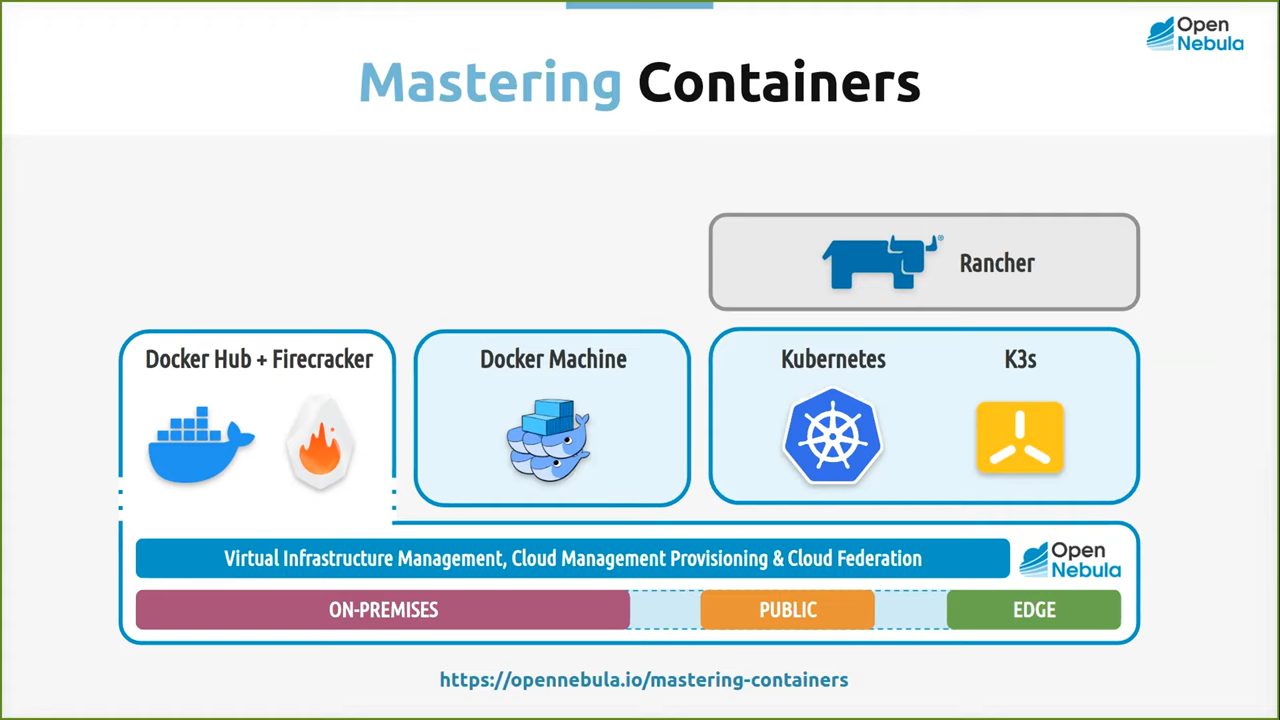 Open
Nebula
Mastering Containers
Rancher
Docker Hub + Firecracker
Docker Machine
Kubernetes
K3s
Virtual Infrastructure Management, Cloud Management Provisioning & Cloud Federation
Open
Nebula
ON-PREMISES
PUBLIC
EDGE
https://opennebula.io/mastering-containers